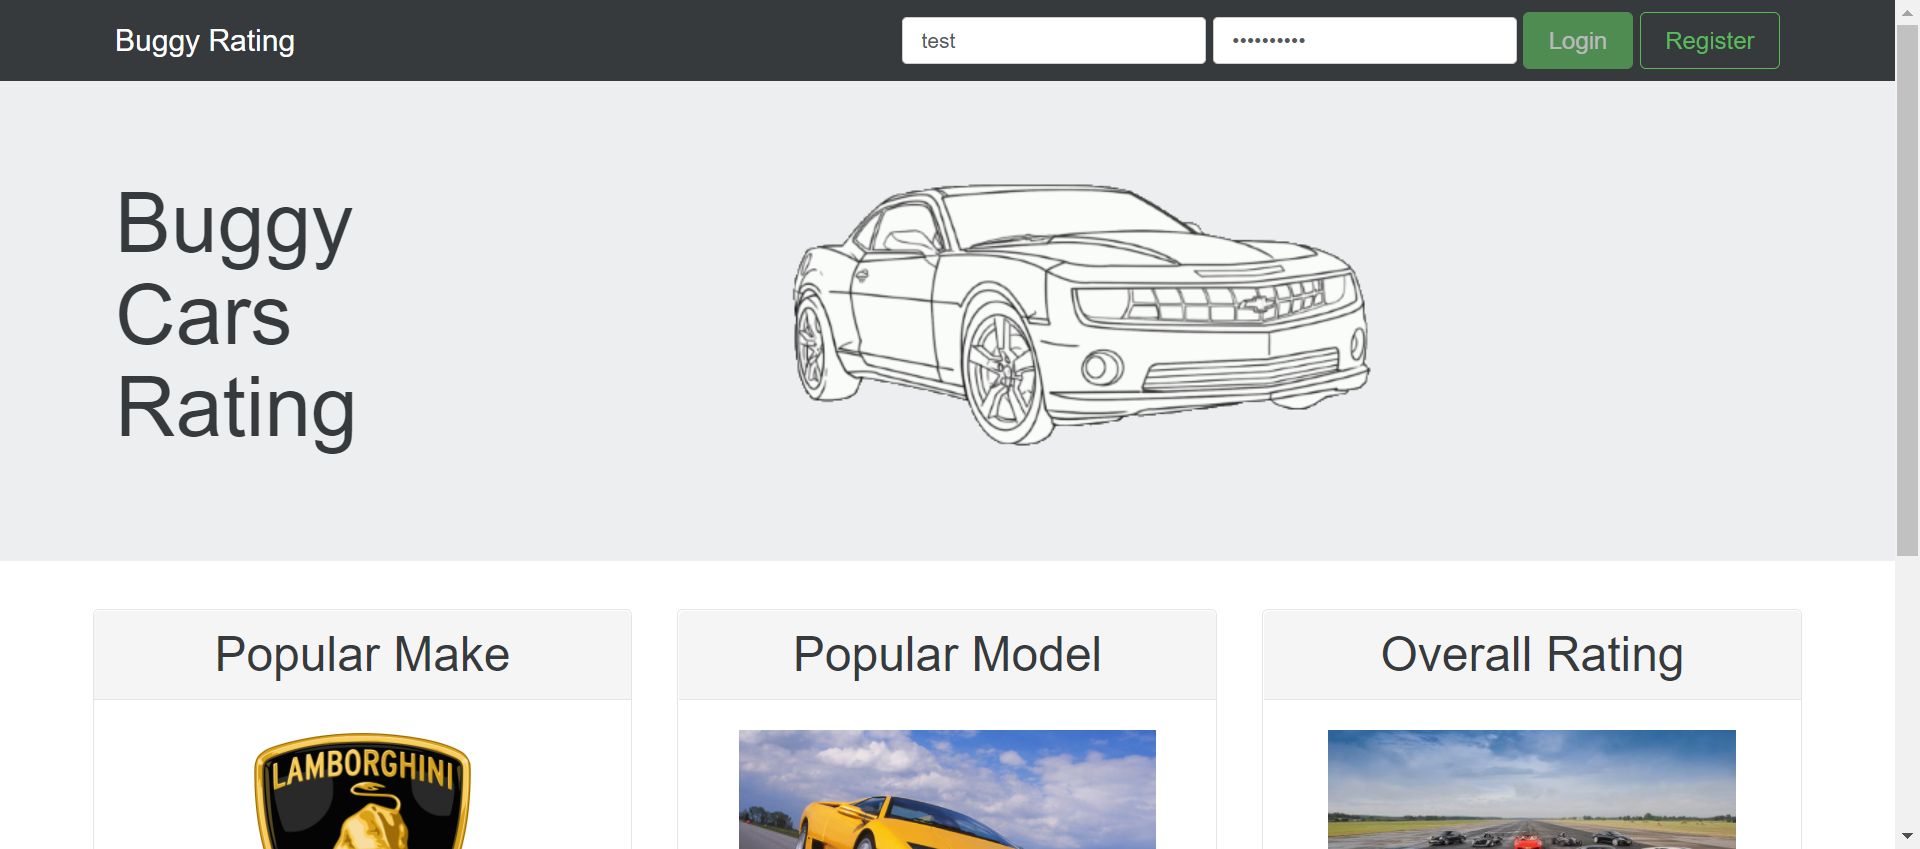 Buggy Rating
test
••••••••••
Login
Register
Buggy
Cars
Rating
Popular Make
Popular Model
Overall Rating
LAMBORGHINI